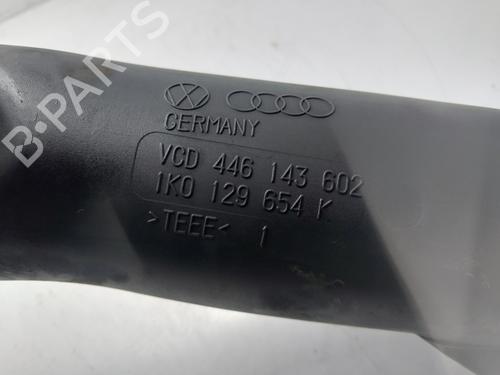 GERMANY
VCD 446 143 602
1K0 129 654 K
>TEEE< 1
B-PARTS